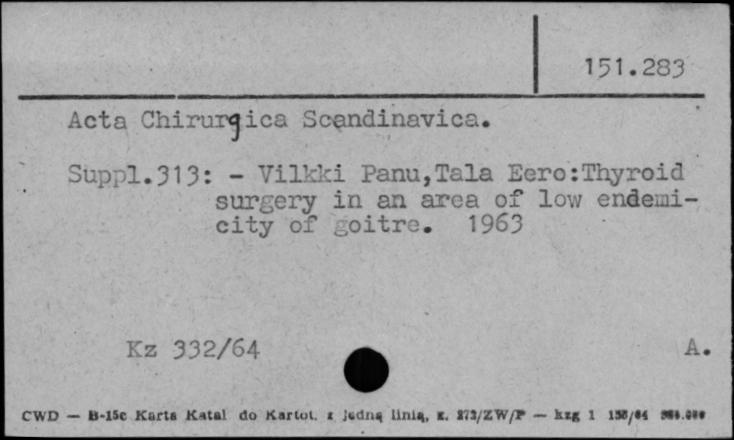 151.283
Acta Chirurgica Scandinavica.
Suppl.313: - Vilkki Panu,Tala Eero:Thyroid
surgery in an area of low endemi-
city of goitre. 1963
Kz 332/64
A.
CWD — B-15c Karta Katal do Kartot. z jedną linią, z. 273/ZW/P — kzg 1